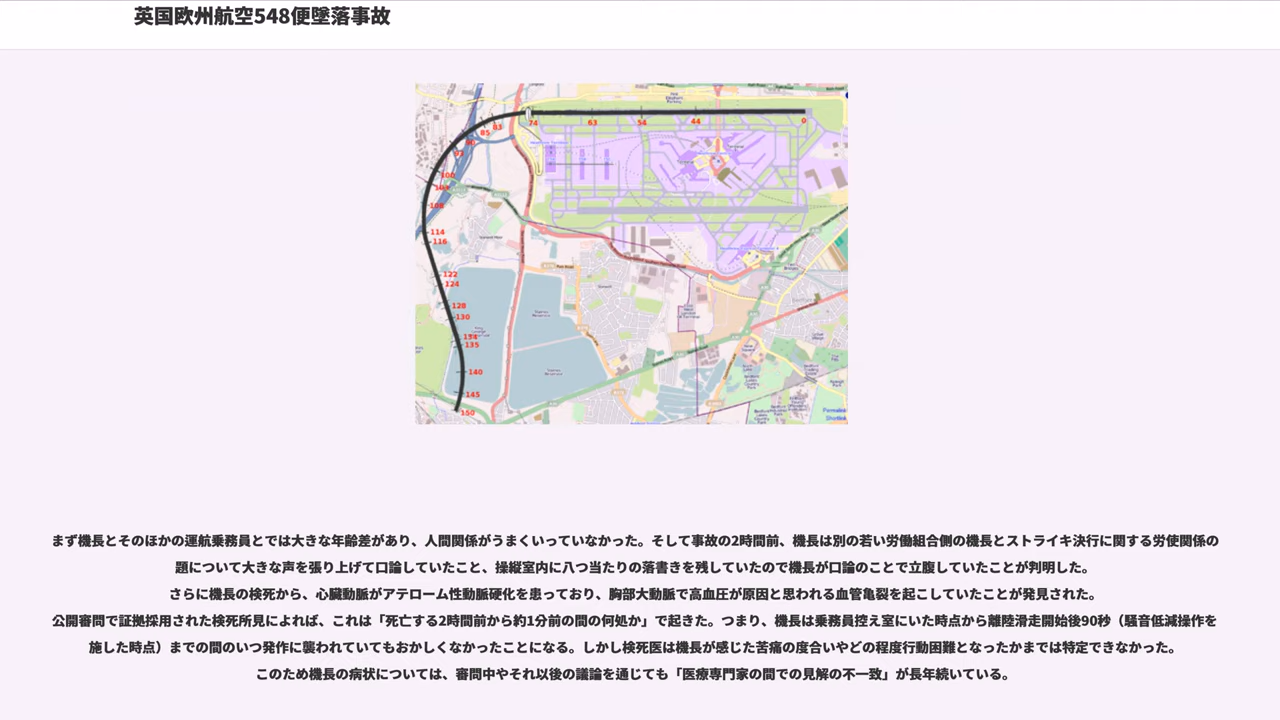 英国欧州航空548便墜落事故
74
63
54
44
0
83
85
100
108
114
116
122
124
128
130
134
135
140
145
150
まず機長とそのほかの運航乗務員とでは大きな年齢差があり、人間関係がうまくいっていなかった。そして事故の2時間前、機長は別の若い労働組合側の機長とストライキ決行に関する労使関係の
題について大きな声を張り上げて口論していたこと、操縦室内に八つ当たりの落書きを残していたので機長が口論のことで立腹していたことが判明した。
さらに機長の検死から、心臓動脈がアテローム性動脈硬化を患っており、胸部大動脈で高血圧が原因と思われる血管亀裂を起こしていたことが発見された。
公開審問で証拠採用された検死所見によれば、これは「死亡する2時間前から約1分前の間の何処か」で起きた。つまり、機長は乗務員控え室にいた時点から離陸滑走開始後90秒（騒音低減操作を
施した時点）までの間のいつ発作に襲われていてもおかしくなかったことになる。しかし検死医は機長が感じた苦痛の度合いやどの程度行動困難となったかまでは特定できなかった。
このため機長の病状については、審問中やそれ以後の議論を通じても「医療専門家の間での見解の不一致」が長年続いている。